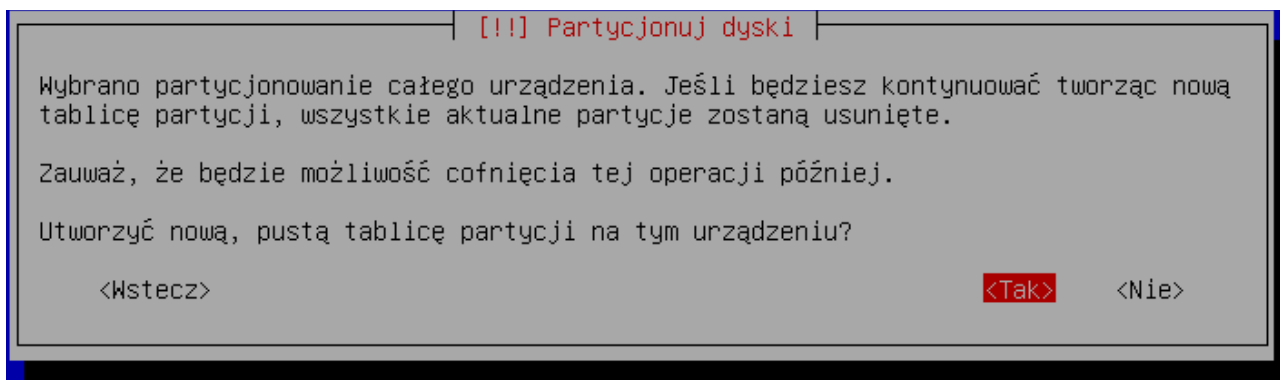 [!!] Partycjonuj dyski
Wybrano partycjonowanie całego urządzenia. Jeśli będziesz kontynuować tworząc nową
tablicę partycji, wszystkie aktualne partycje zostaną usunięte.
Zauważ, że będzie możliwość cofnięcia tej operacji później.
Utworzyć nową, pustą tablicę partycji na tym urządzeniu?
<Wstecz> <Tak> <Nie>